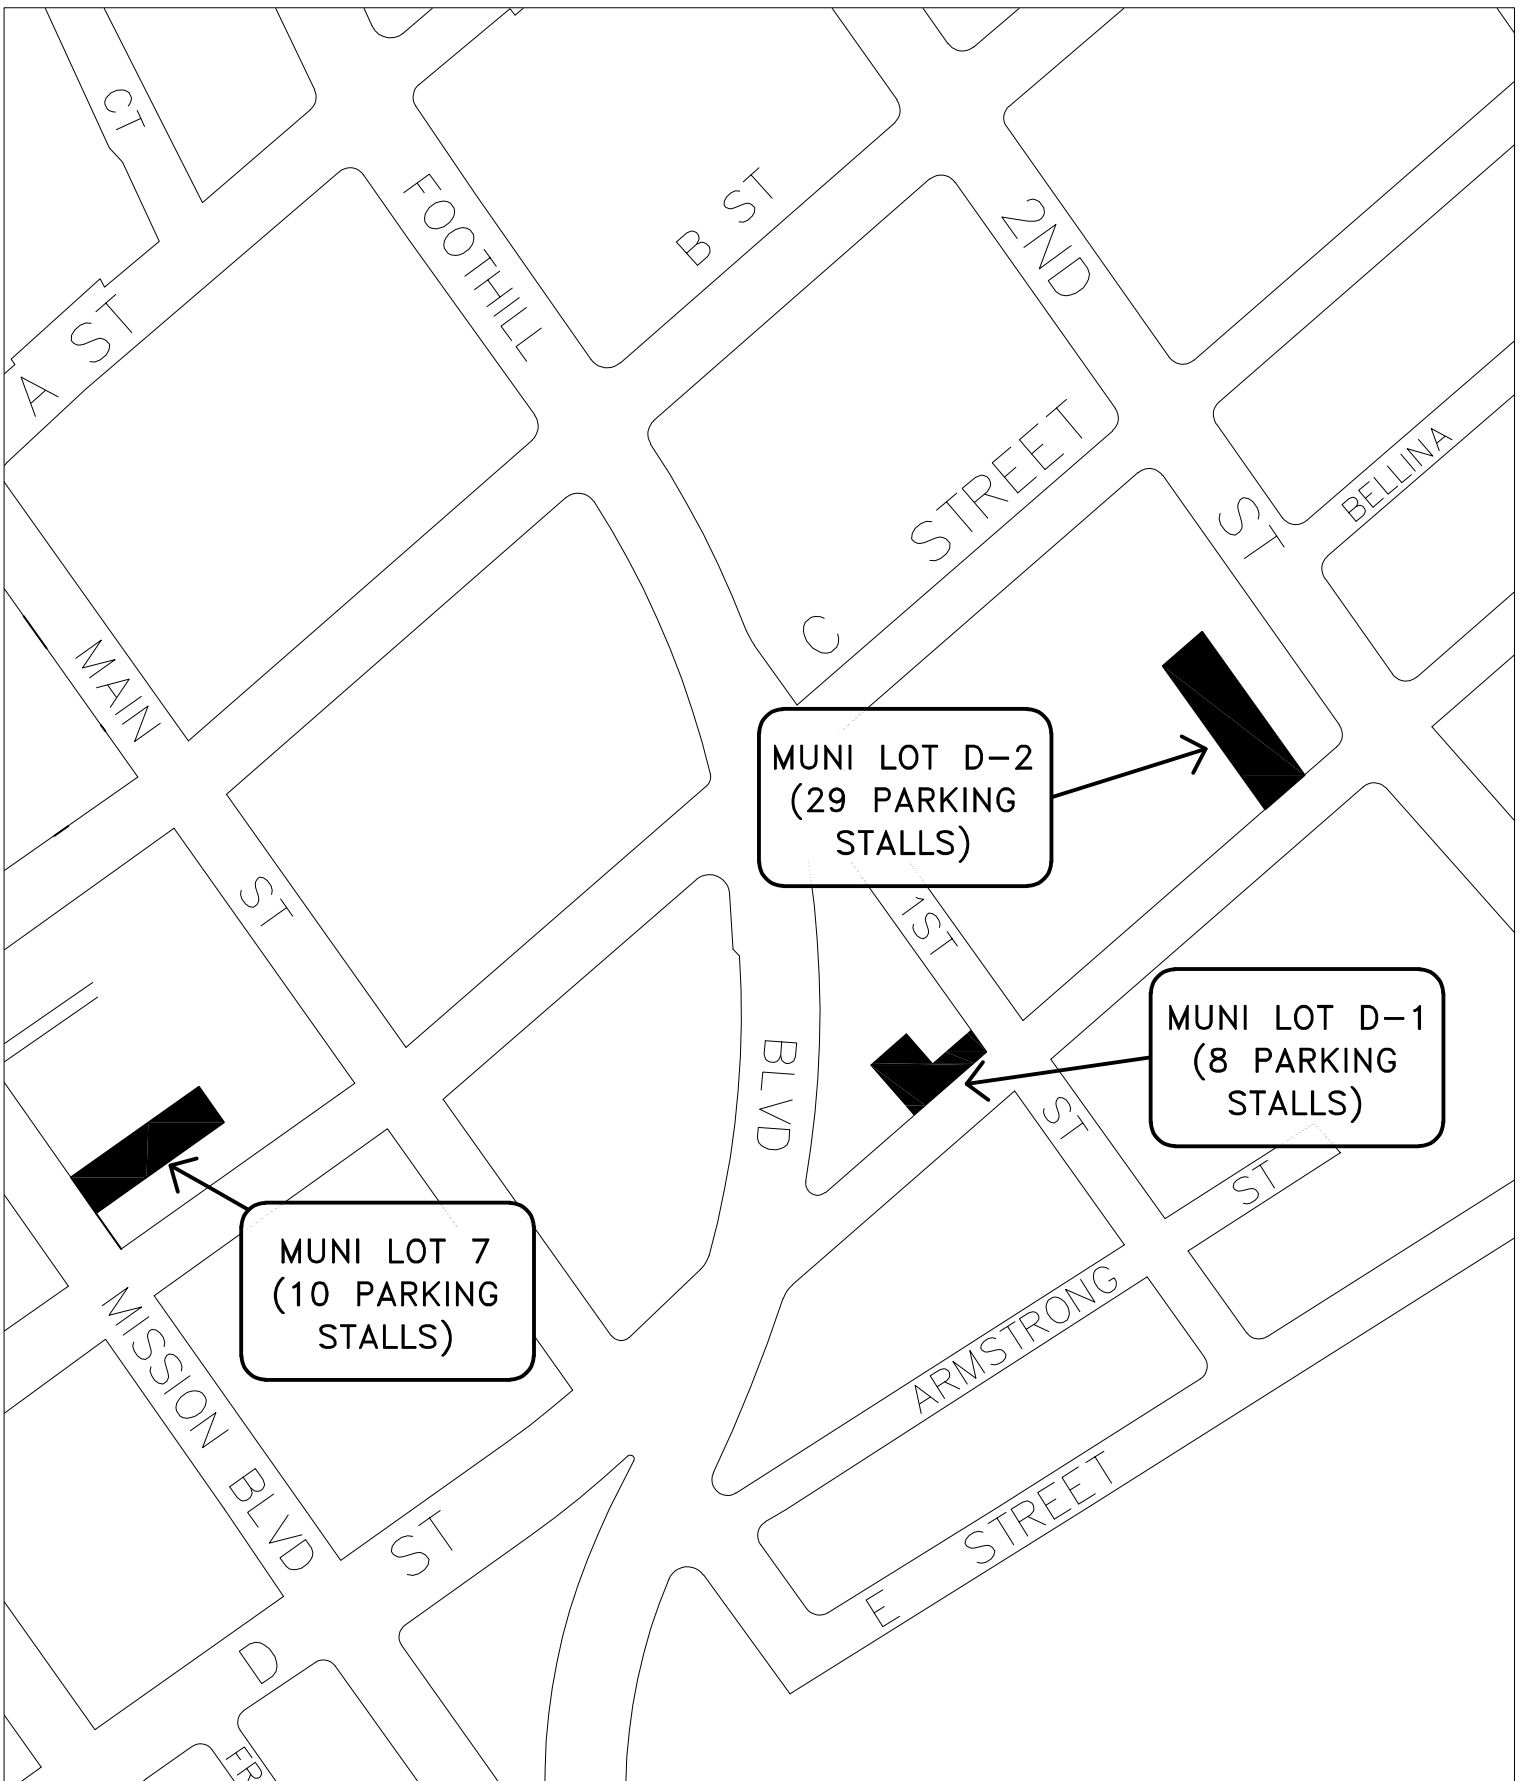 CT
FOOTHILL
B ST
2ND
A ST
STREET
BELLINA
ST
C
MAIN
MUNI LOT D-2
(29 PARKING
STALLS)
ST
1ST
MUNI LOT D-1
(8 PARKING
STALLS)
BLVD
ST
ST
MUNI LOT 7
(10 PARKING
STALLS)
MISSION BLVD
ARMSTRONG
ST
STREET
E
D
FR